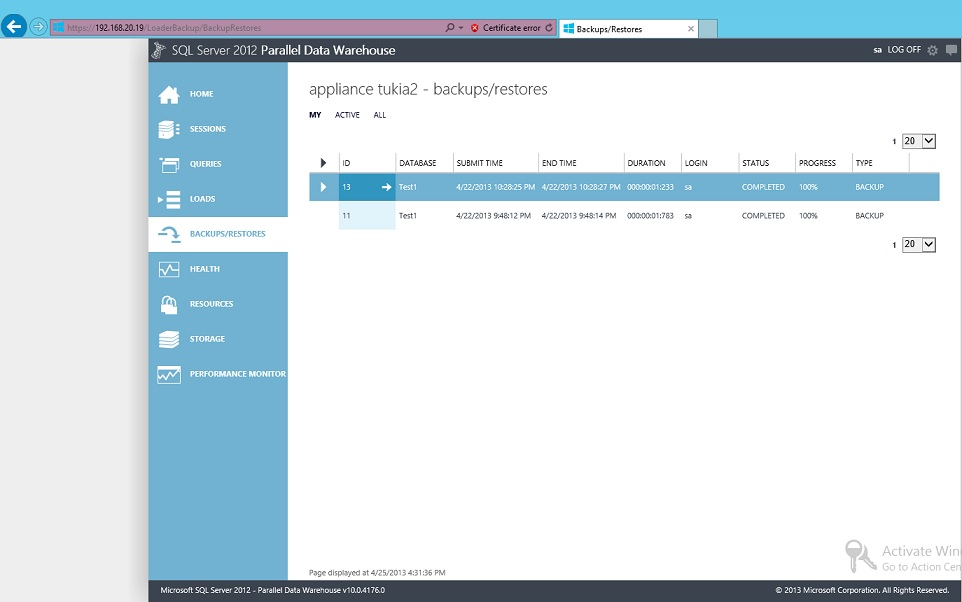 https://192.168.20.19/LoaderBackup/BackupRestores
Certificate error
Backups/Restores
SQL Server 2012 Parallel Data Warehouse
sa LOG OFF
HOME
SESSIONS
QUERIES
LOADS
BACKUPS/RESTORES
HEALTH
RESOURCES
STORAGE
PERFORMANCE MONITOR
appliance tukia2 - backups/restores
MY ACTIVE ALL
1 20
ID DATABASE SUBMIT TIME END TIME DURATION LOGIN STATUS PROGRESS TYPE
13 Test1 4/22/2013 10:28:25 PM 4/22/2013 10:28:27 PM 000:00:01:233 sa COMPLETED 100% BACKUP
11 Test1 4/22/2013 9:48:12 PM 4/22/2013 9:48:14 PM 000:00:01:783 sa COMPLETED 100% BACKUP
1 20
Activate Win
Go to Action Cen
Page displayed at 4/25/2013 4:31:36 PM
Microsoft SQL Server 2012 - Parallel Data Warehouse v10.0.4176.0
© 2013 Microsoft Corporation. All Rights Reserved.